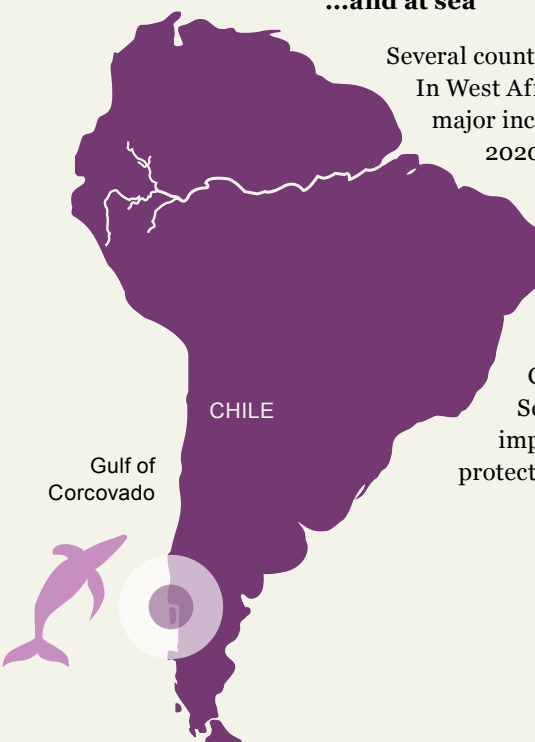 ...and at sea
Several count
In West Afr
major inc
2020
CHILE
Se
imp
protect
Gulf of
Corcovado